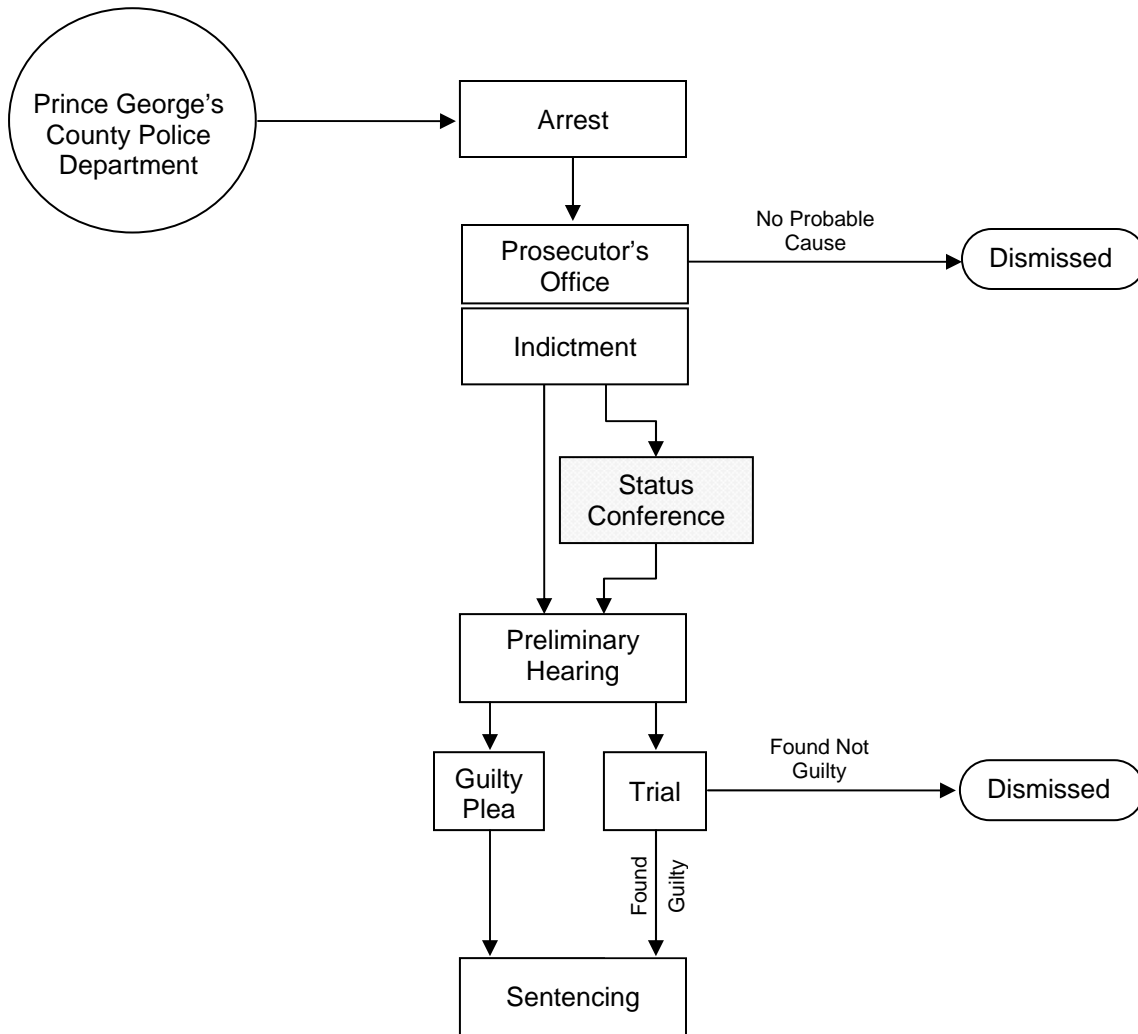 Prince George’s
County Police
Department
Arrest
Prosecutor’s
Office
No Probable
Cause
Dismissed
Indictment
Status
Conference
Preliminary
Hearing
Guilty
Plea
Trial
Found Not
Guilty
Dismissed
Found
Guilty
Sentencing